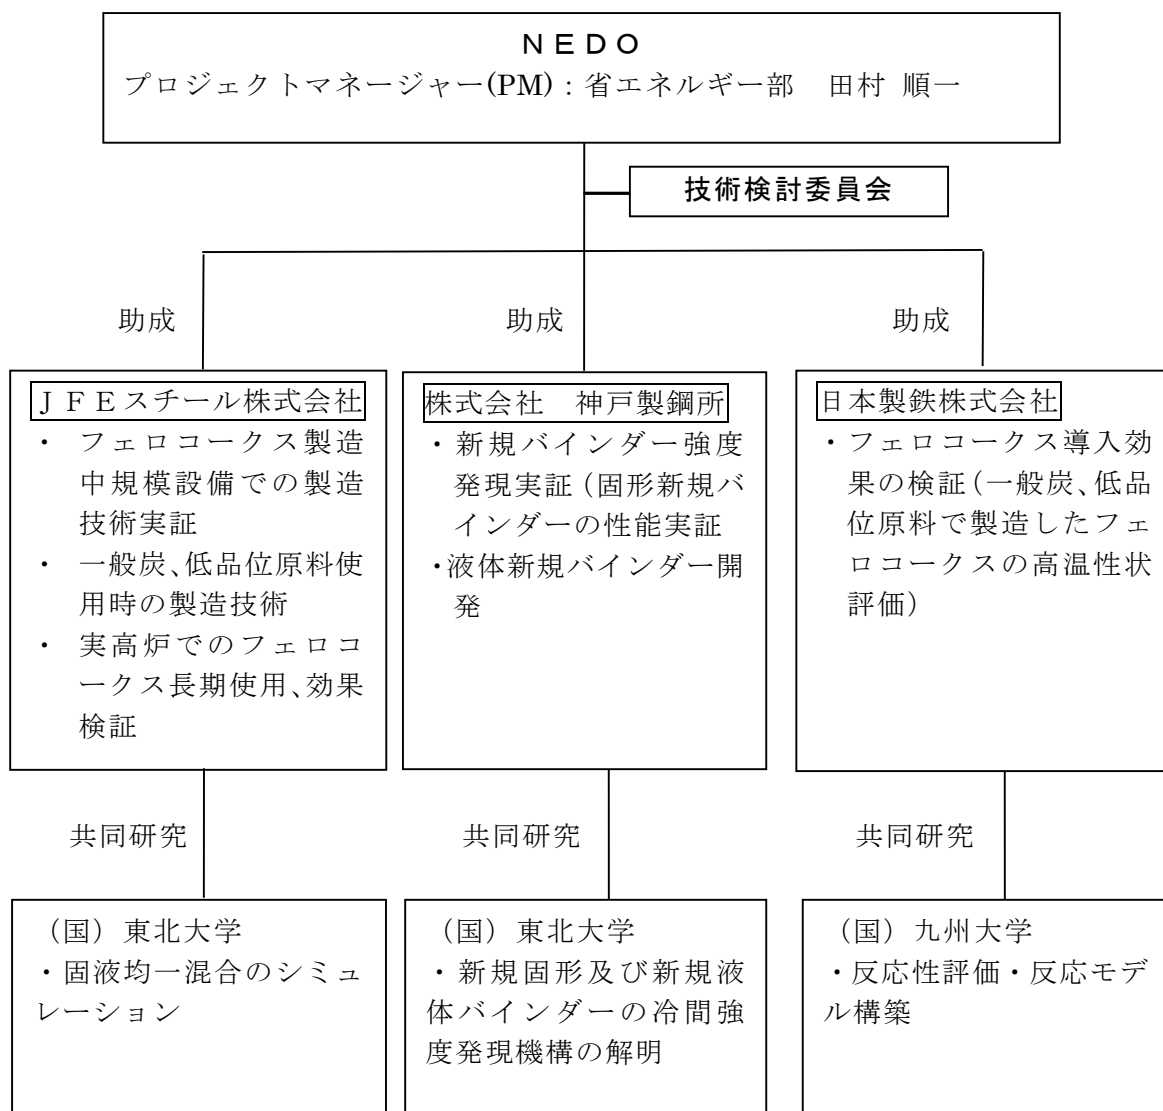 ＮＥＤＯ
プロジェクトマネージャー(PM)：省エネルギー部　田村 順一
技術検討委員会
助成
助成
助成
ＪＦＥスチール株式会社
・ フェロコークス製造
中規模設備での製造
技術実証
・ 一般炭、低品位原料使
用時の製造技術
・ 実高炉でのフェロコ
ークス長期使用、効果
検証
株式会社　神戸製鋼所
・新規バインダー強度
発現実証（固形新規バ
インダーの性能実証
・液体新規バインダー開
発
日本製鉄株式会社
・フェロコークス導入効
果の検証（一般炭、低品
位原料で製造したフェ
ロコークスの高温性状
評価）
共同研究
共同研究
共同研究
（国）東北大学
・固液均一混合のシミュ
レーション
（国）東北大学
・新規固形及び新規液
体バインダーの冷間強
度発現機構の解明
（国）九州大学
・反応性評価・反応モデ
ル構築